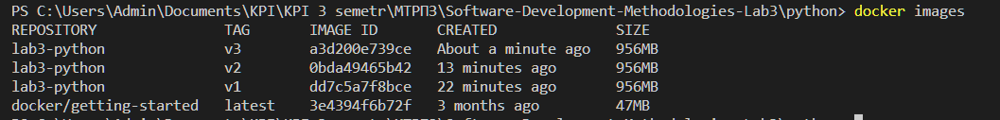 PS C:\Users\Admin\Documents\KPI\KPI 3 semetr\МТРПЗ\Software-Development-Methodologies-Lab3\python> docker images
REPOSITORY TAG IMAGE ID CREATED SIZE
lab3-python v3 a3d200e739ce About a minute ago 956MB
lab3-python v2 0bda49465b42 13 minutes ago 956MB
lab3-python v1 dd7c5a7f8bce 22 minutes ago 956MB
docker/getting-started latest 3e4394f6b72f 3 months ago 47MB